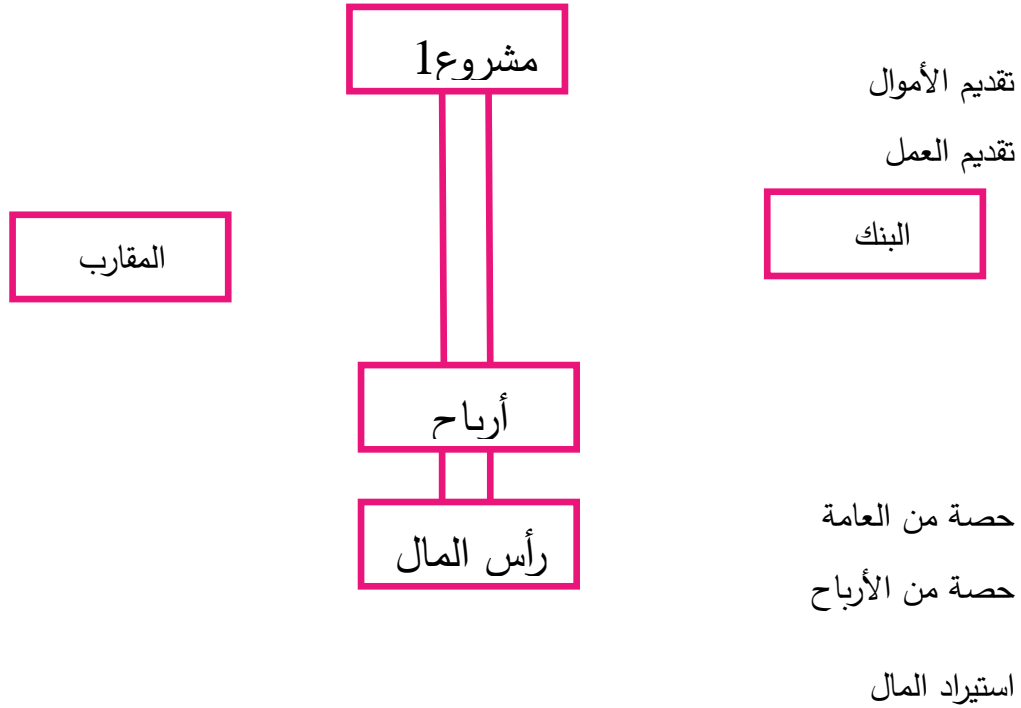 مشروع1
تقديم الأموال
تقديم العمل
البنك
المقارب
أرباح
رأس المال
حصة من العامة
حصة من الأرباح
استيراد المال